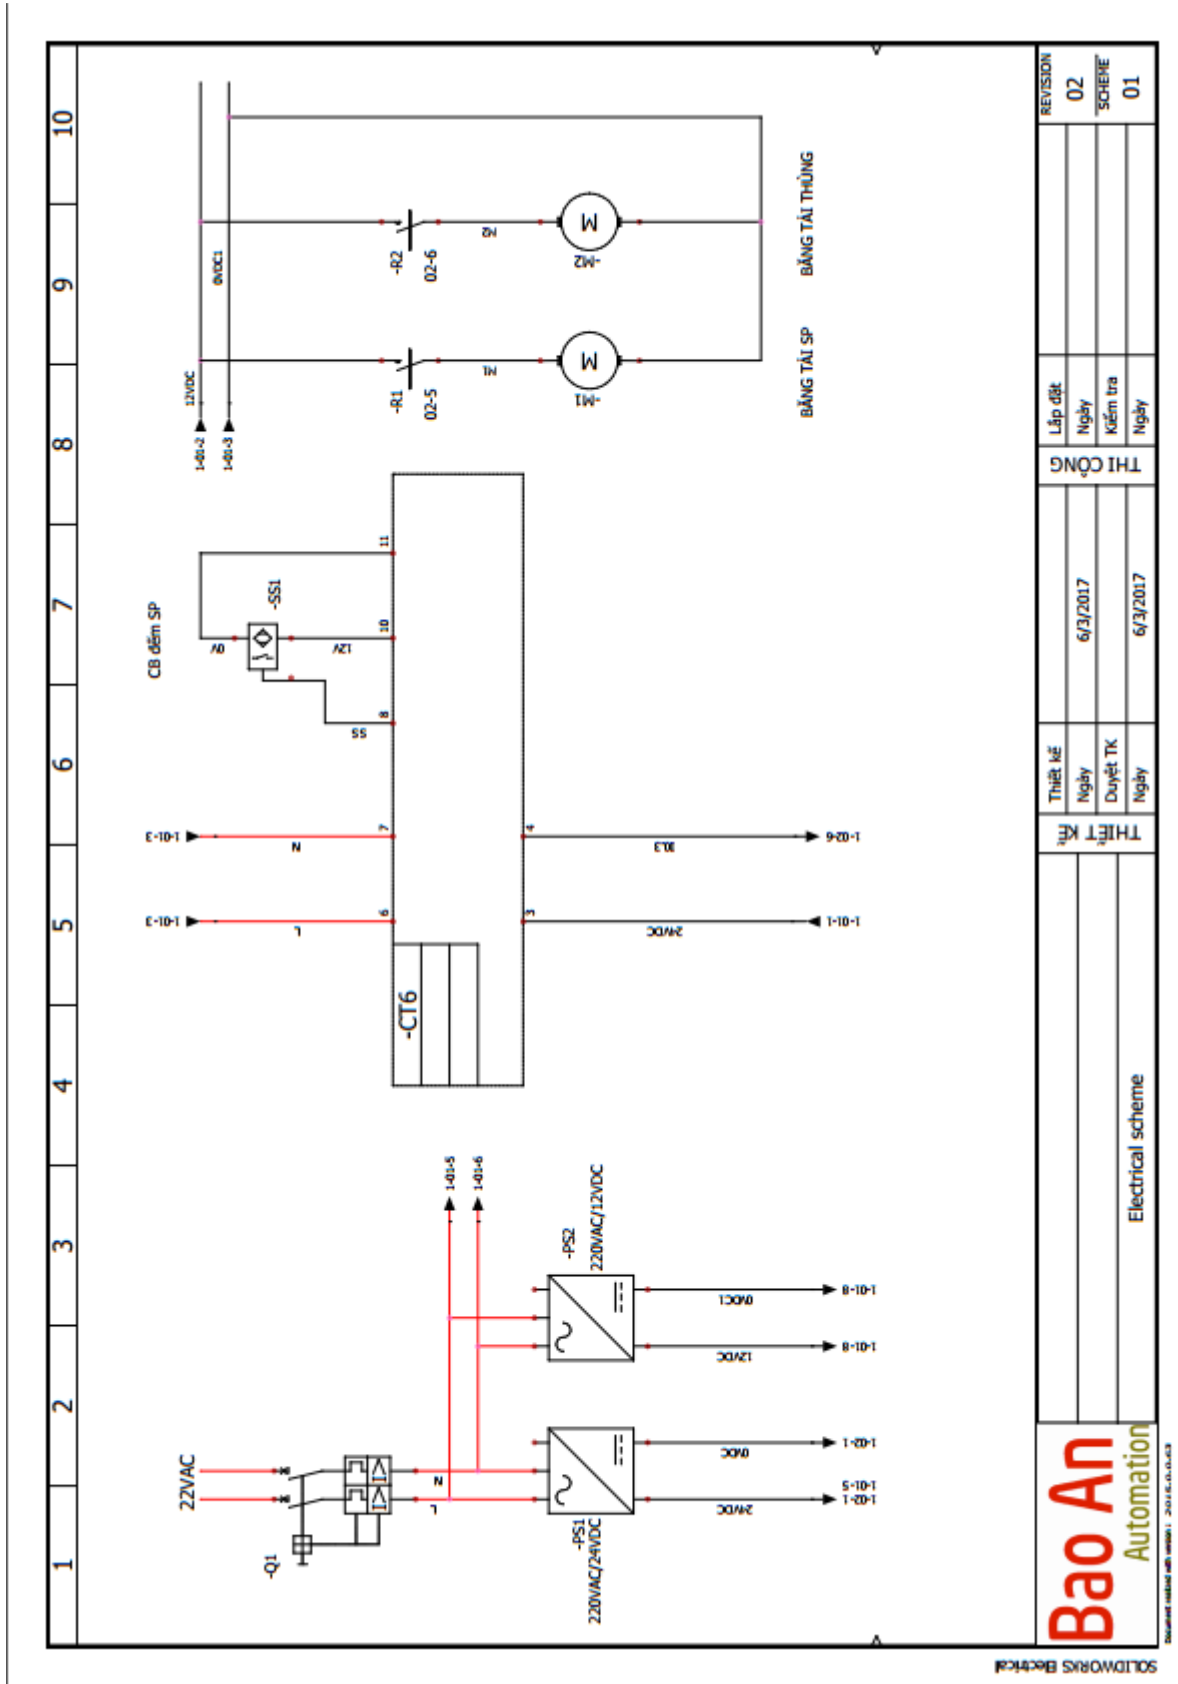 1 2 3 4 5 6 7 8 9 10
22VAC
-Q1
L
N
1-01-5
1-01-6
-PS1
220VAC/24VDC
-PS2
220VAC/12VDC
24VDC
0VDC
12VDC
0VDC1
1-02-1
1-01-5
1-02-1
1-01-8
1-01-8
CB đếm SP
-SS1
0V
12V
SS
1-01-3
1-01-3
L
N
6
7
8
10
11
-CT6
3
4
24VDC
I0.3
1-01-1
1-02-6
1-01-2
1-01-3
12VDC
0VDC1
-R1
02-5
-R2
02-6
M1
M2
M
M
-M1
-M2
BĂNG TẢI SP
BĂNG TẢI THÙNG
Bao An
Automation
Electrical scheme
THIẾT KẾ
Thiết kế
Ngày
6/3/2017
Duyệt TK
Ngày
6/3/2017
THI CÔNG
Lắp đặt
Ngày
Kiểm tra
Ngày
REVISION
02
SCHEME
01
SOLIDWORKS Electrical